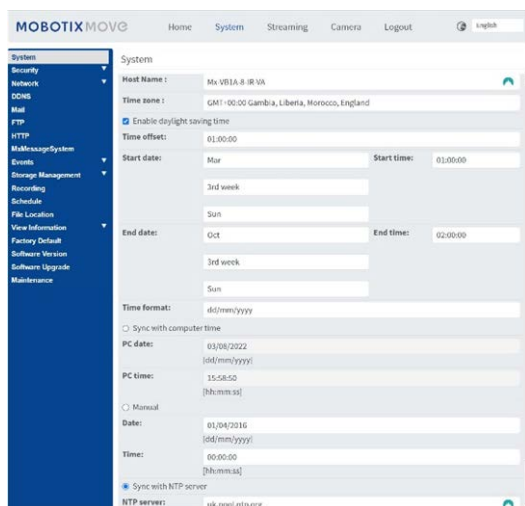 MOBOTIX MOVE Home System Streaming Camera Logout English
System
Security
Network
DDNS
Mail
FTP
HTTP
MxMessageSystem
Events
Storage Management
Recording
Schedule
File Location
View Information
Factory Default
Software Version
Software Upgrade
Maintenance
System
Host Name : Mx-VB1A-8-IR-VA
Time zone : GMT+00:00 Gambia, Liberia, Morocco, England
Enable daylight saving time
Time offset: 01:00:00
Start date: Mar Start time: 01:00:00
3rd week
Sun
End date: Oct End time: 02:00:00
3rd week
Sun
Time format: dd/mm/yyyy
Sync with computer time
PC date: 03/08/2022
[dd/mm/yyyy]
PC time: 15:58:50
[hh:mm:ss]
Manual
Date: 01/04/2016
[dd/mm/yyyy]
Time: 00:00:00
[hh:mm:ss]
Sync with NTP server
NTP server: uk.pool.ntp.org